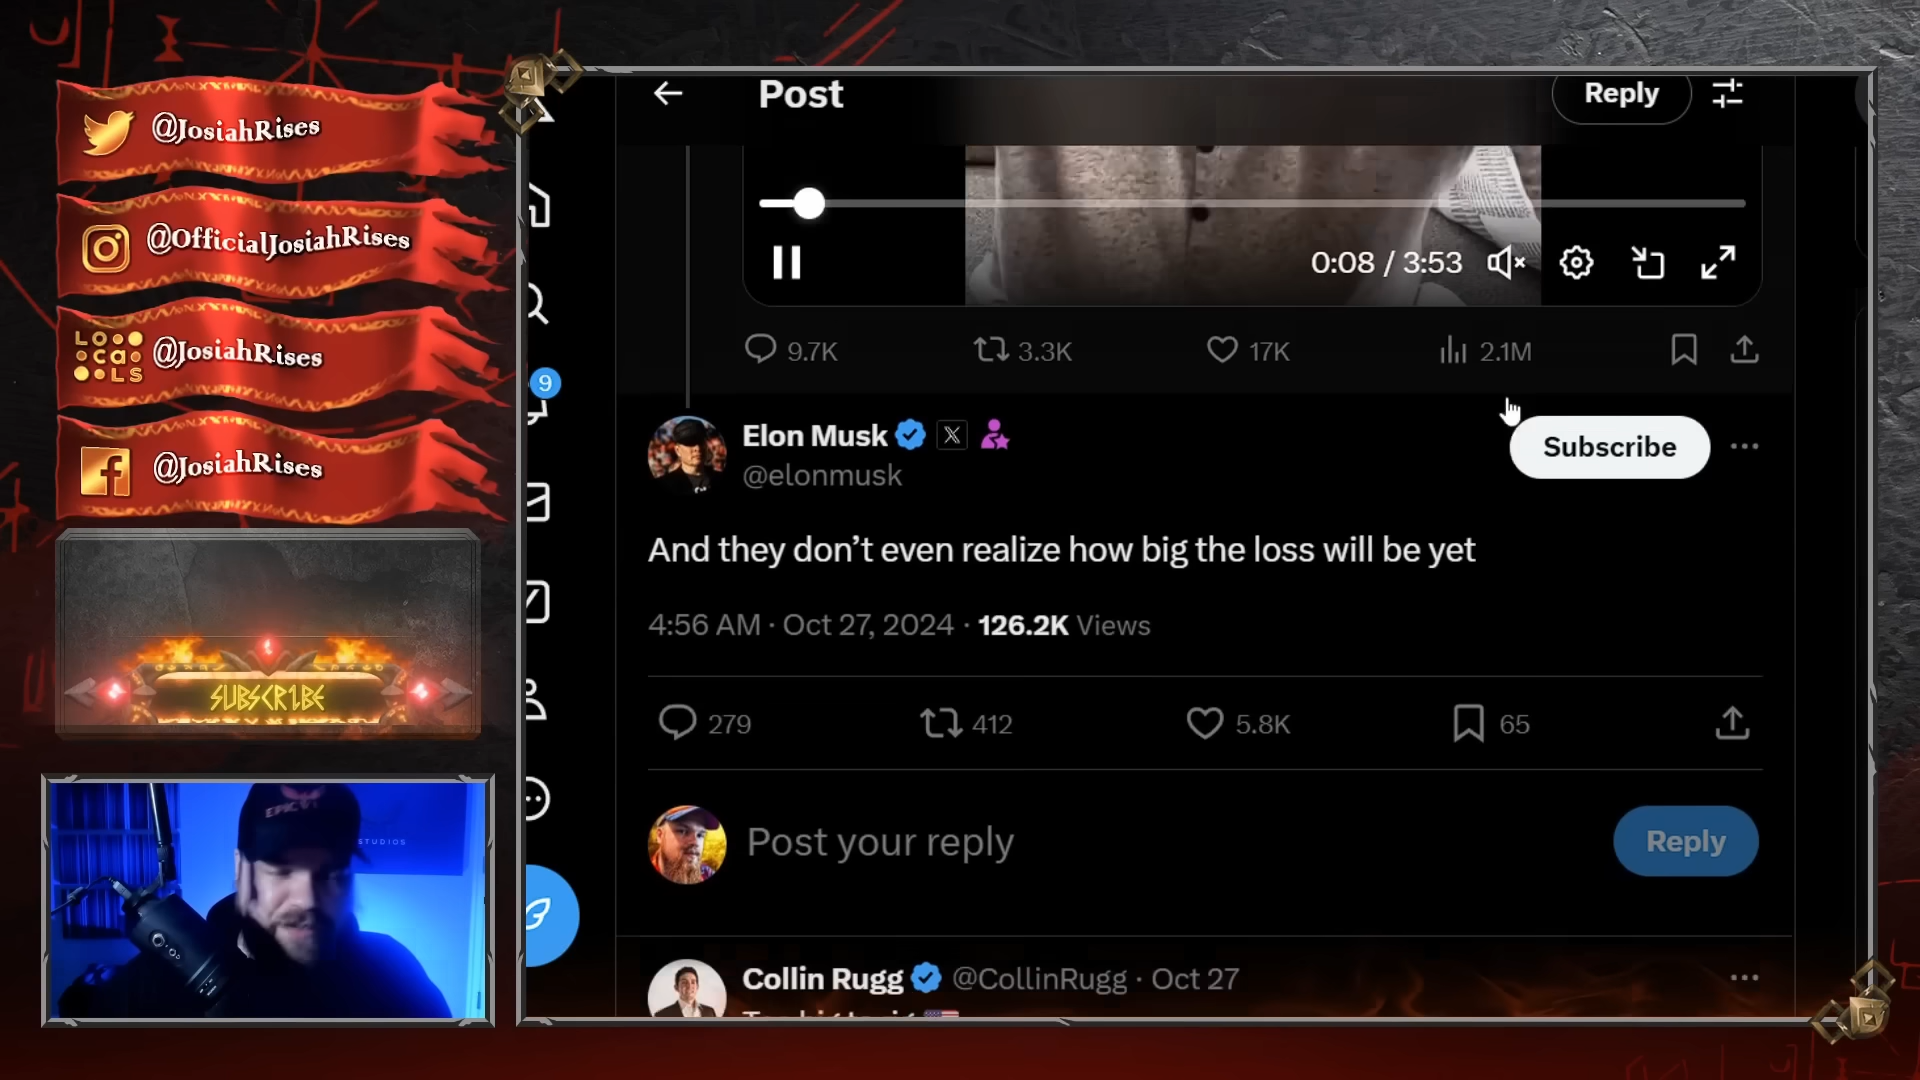 @JosiahRises
@OfficialJosiahRises
LOcaLS
@JosiahRises
@JosiahRises
SUBSCRIBE
EPIC
STUDIOS
Post
Reply
0:08 / 3:53
9.7K 3.3K 17K 2.1M
9
Elon Musk X
@elonmusk
Subscribe
And they don’t even realize how big the loss will be yet
4:56 AM · Oct 27, 2024 · 126.2K Views
279 412 5.8K 65
Post your reply
Reply
Collin Rugg @CollinRugg · Oct 27